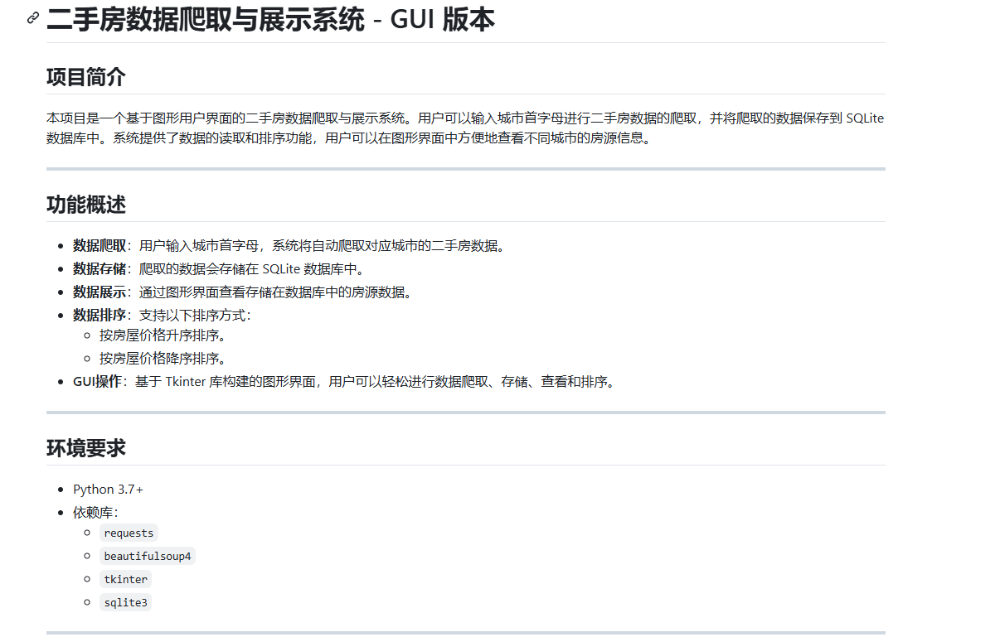 二手房数据爬取与展示系统 - GUI 版本
项目简介
本项目是一个基于图形用户界面的二手房数据爬取与展示系统。用户可以输入城市首字母进行二手房数据的爬取，并将爬取的数据保存到 SQLite
数据库中。系统提供了数据的读取和排序功能，用户可以在图形界面中方便地查看不同城市的房源信息。
功能概述
数据爬取：用户输入城市首字母，系统将自动爬取对应城市的二手房数据。
数据存储：爬取的数据会存储在 SQLite 数据库中。
数据展示：通过图形界面查看存储在数据库中的房源数据。
数据排序：支持以下排序方式：
按房屋价格升序排序。
按房屋价格降序排序。
GUI操作：基于 Tkinter 库构建的图形界面，用户可以轻松进行数据爬取、存储、查看和排序。
环境要求
Python 3.7+
依赖库：
requests
beautifulsoup4
tkinter
sqlite3